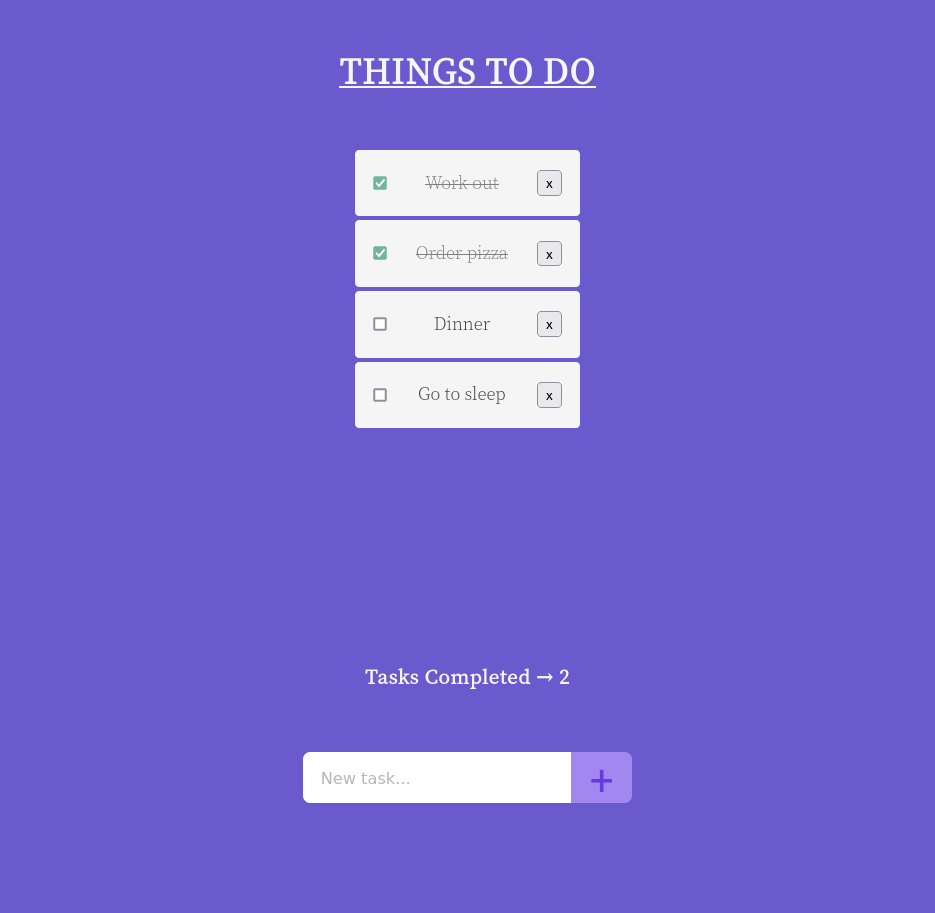 THINGS TO DO
Work out x
Order pizza x
Dinner x
Go to sleep x
Tasks Completed → 2
New task... +